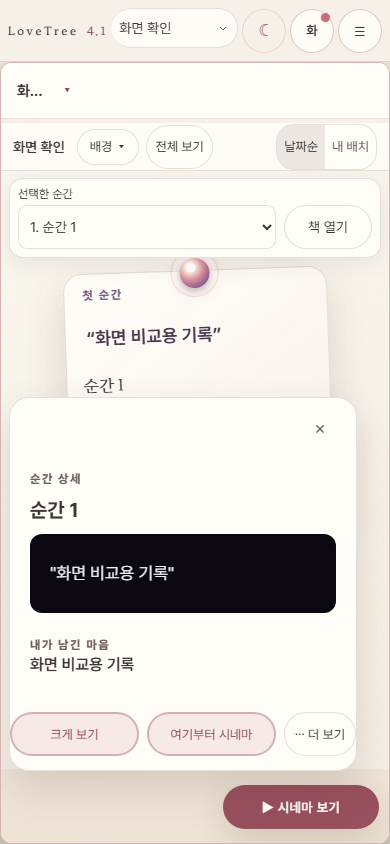 LoveTree 4.1 화면 확인 ☾ 화 ☰
화... ▾
화면 확인 배경 ▾ 전체 보기 날짜순 내 배치
선택한 순간
1. 순간 1 책 열기
첫 순간
“화면 비교용 기록”
순간 1
×
순간 상세
순간 1
"화면 비교용 기록"
내가 남긴 마음
화면 비교용 기록
크게 보기 여기부터 시네마 ··· 더 보기
▶ 시네마 보기